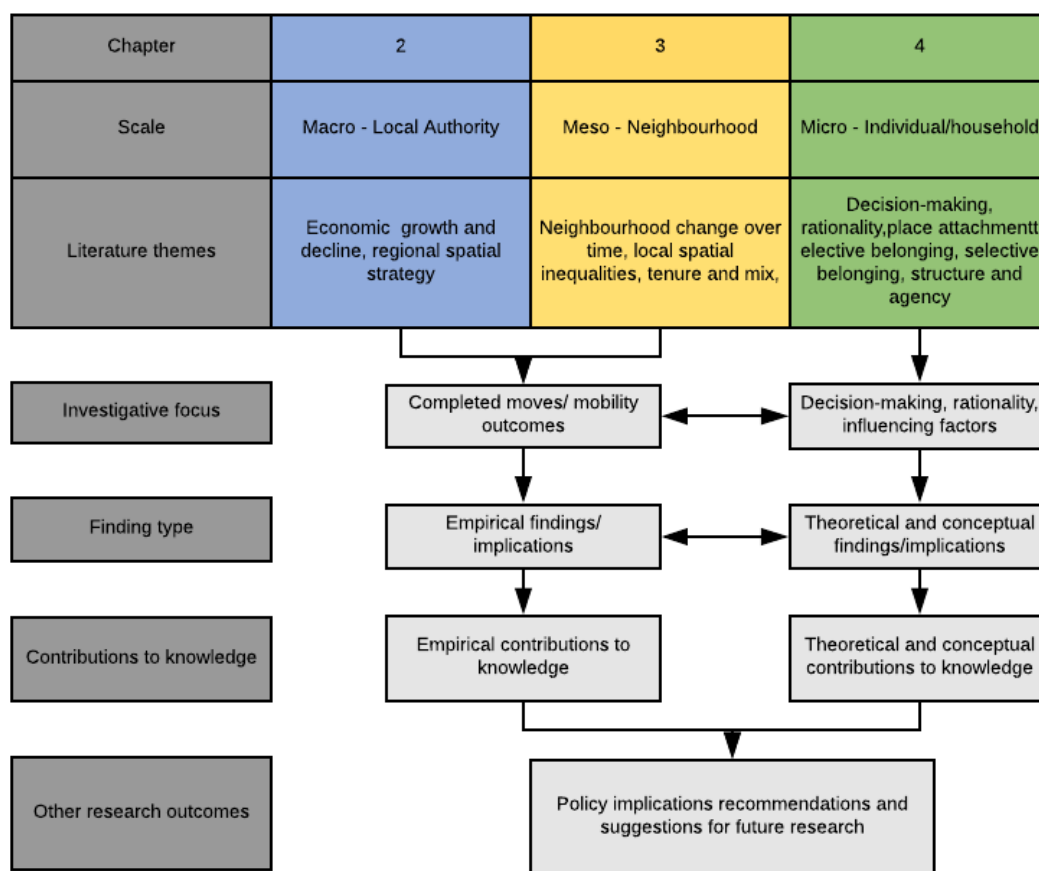 Chapter
2
3
4
Scale
Macro - Local Authority
Meso - Neighbourhood
Micro - Individual/household
Literature themes
Economic growth and
decline, regional spatial
strategy
Neighbourhood change over
time, local spatial
inequalities, tenure and mix,
Decision-making,
rationality,place attachmentt
elective belonging, selective
belonging, structure and
agency
Investigative focus
Completed moves/ mobility
outcomes
Decision-making, rationality,
influencing factors
Finding type
Empirical findings/
implications
Theoretical and conceptual
findings/implications
Contributions to knowledge
Empirical contributions to
knowledge
Theoretical and conceptual
contributions to knowledge
Other research outcomes
Policy implications recommendations and
suggestions for future research